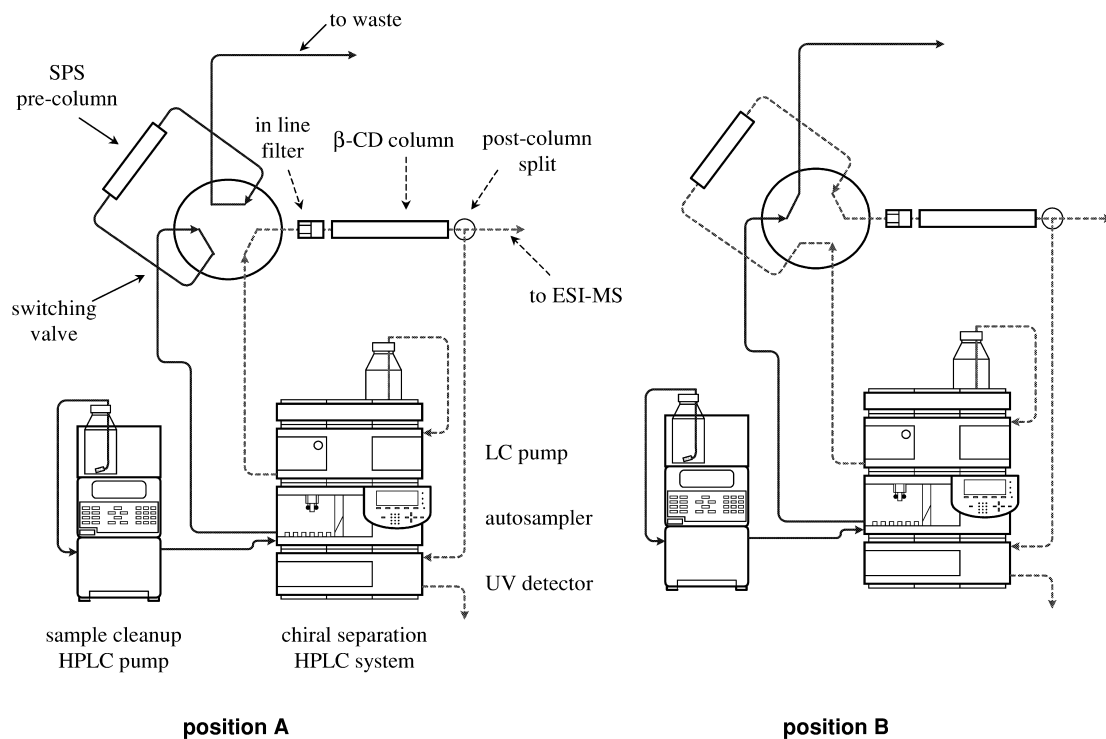 to waste
SPS
pre-column
in line
filter
β-CD column
post-column
split
to ESI-MS
switching
valve
LC pump
autosampler
UV detector
sample cleanup
HPLC pump
chiral separation
HPLC system
position A
position B